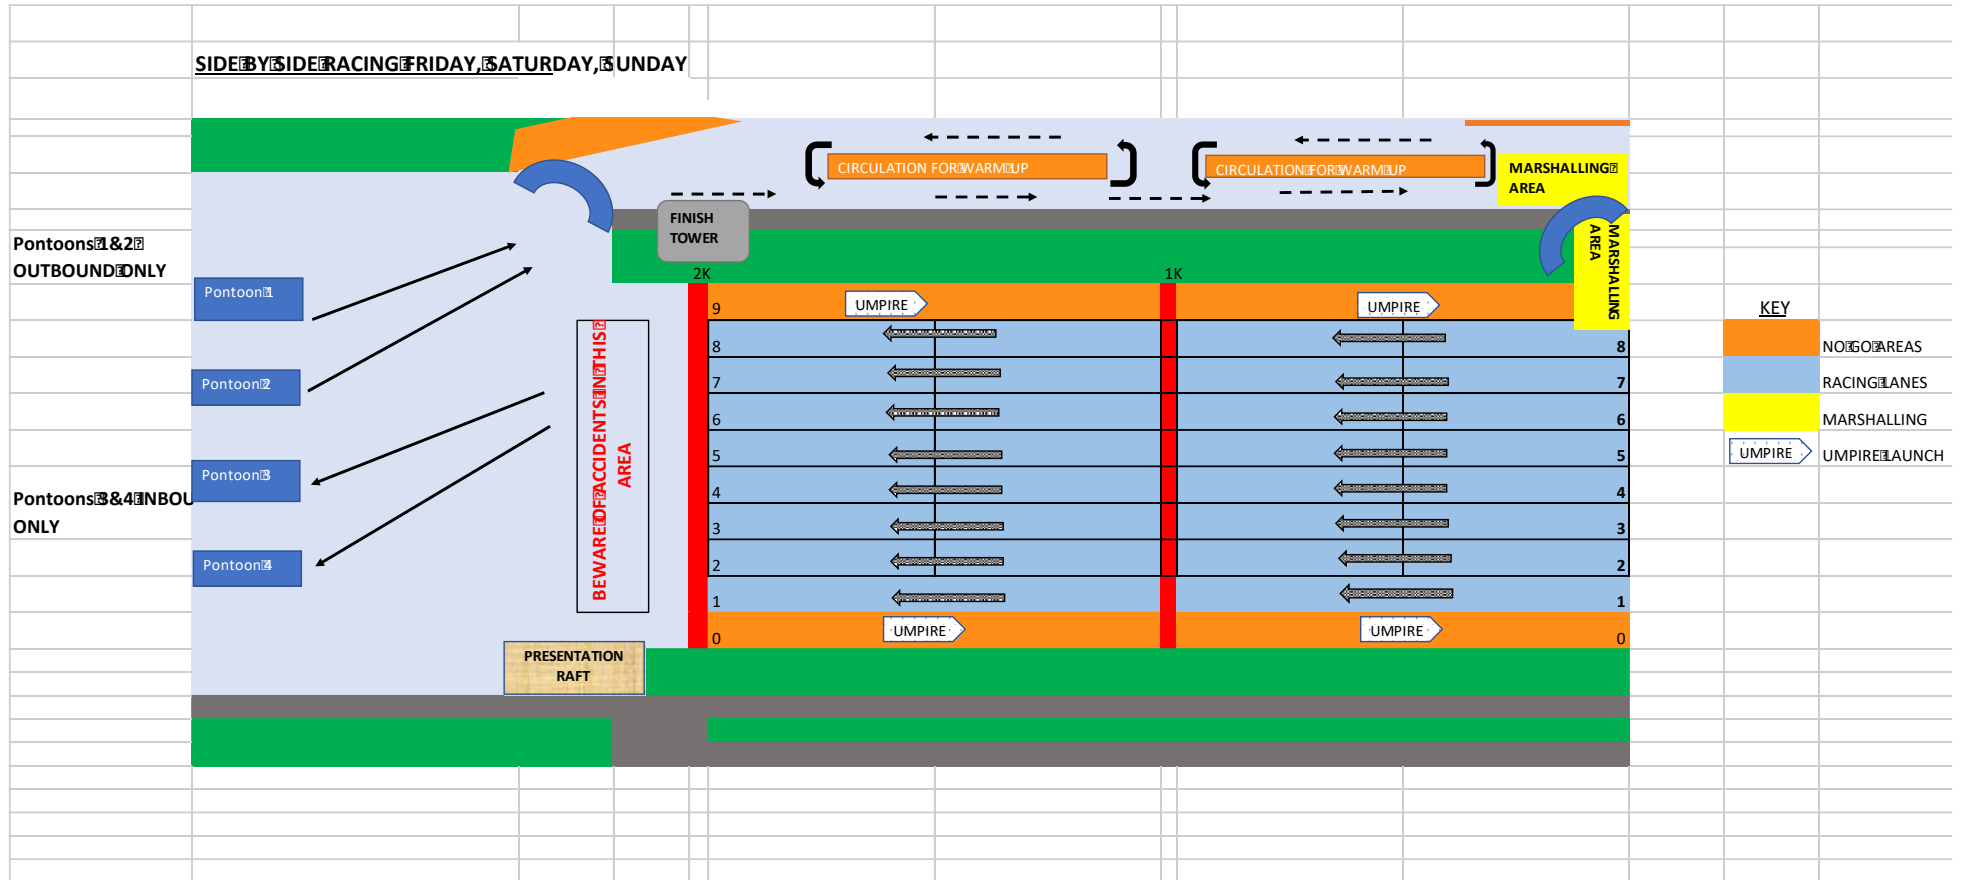 SIDE BY SIDE RACING FRIDAY, SATURDAY, SUNDAY
CIRCULATION FOR WARM UP
CIRCULATION FOR WARM UP
MARSHALLING
AREA
FINISH
TOWER
MARSHALLING
AREA
Pontoons 1&2
OUTBOUND ONLY
2K
1K
Pontoon 1
9
UMPIRE
UMPIRE
KEY
8
8
NO GO AREAS
Pontoon 2
7
7
RACING LANES
6
6
MARSHALLING
BEWARE OF ACCIDENTS IN THIS
AREA
5
5
UMPIRE
UMPIRE LAUNCH
Pontoon 3
Pontoons 3&4 INBOU
ONLY
4
4
3
3
Pontoon 4
2
2
1
1
0
UMPIRE
UMPIRE
0
PRESENTATION
RAFT